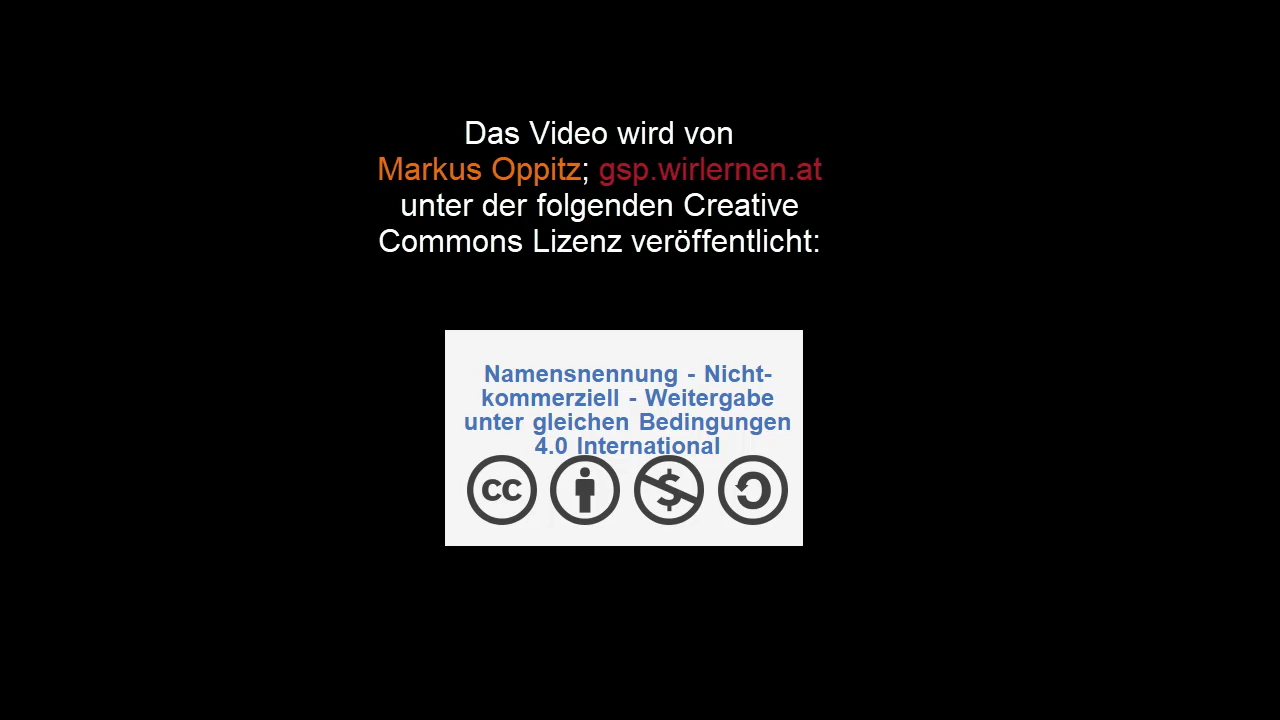 Das Video wird von
Markus Oppitz; gsp.wirlernen.at
unter der folgenden Creative
Commons Lizenz veröffentlicht:
Namensnennung - Nicht-
kommerziell - Weitergabe
unter gleichen Bedingungen
4.0 International
cc